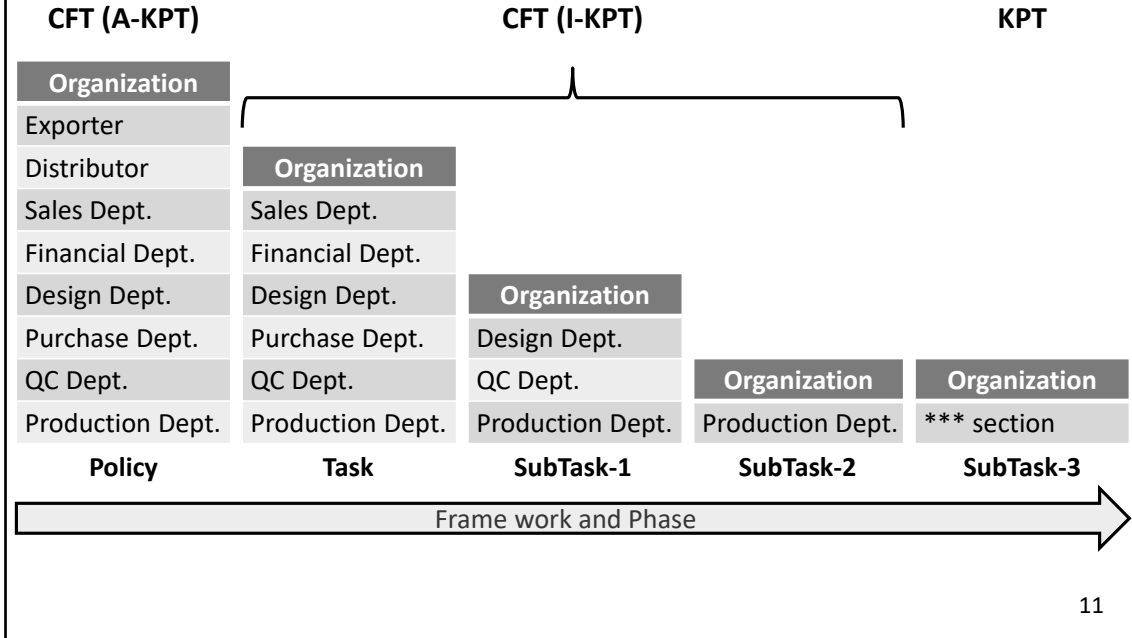 CFT (A-KPT) CFT (I-KPT) KPT
Organization
Exporter
Distributor Organization
Sales Dept. Sales Dept.
Financial Dept. Financial Dept.
Design Dept. Design Dept. Organization
Purchase Dept. Purchase Dept. Design Dept.
QC Dept. QC Dept. QC Dept. Organization Organization
Production Dept. Production Dept. Production Dept. Production Dept. *** section
Policy Task SubTask-1 SubTask-2 SubTask-3
Frame work and Phase
11